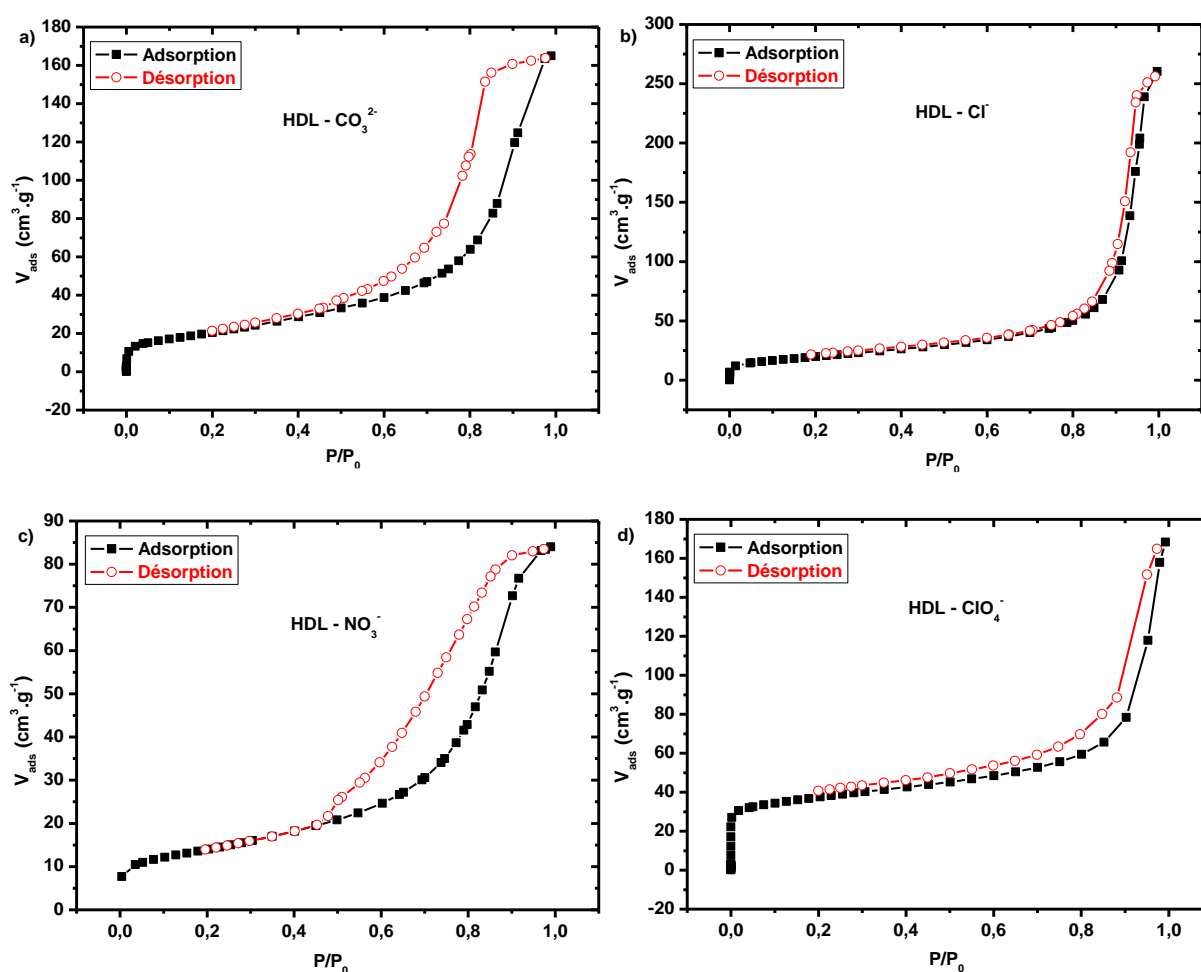 a)
Adsorption
Désorption
HDL - CO₃²⁻
V_ads (cm³.g⁻¹)
180
160
140
120
100
80
60
40
20
0
-20
0,0 0,2 0,4 0,6 0,8 1,0
P/P₀
b)
Adsorption
Désorption
HDL - Cl⁻
V_ads (cm³.g⁻¹)
300
250
200
150
100
50
0
0,0 0,2 0,4 0,6 0,8 1,0
P/P₀
c)
Adsorption
Désorption
HDL - NO₃⁻
V_ads (cm³.g⁻¹)
90
80
70
60
50
40
30
20
10
0
0,0 0,2 0,4 0,6 0,8 1,0
P/P₀
d)
Adsorption
Désorption
HDL - ClO₄⁻
V_ads (cm³.g⁻¹)
180
160
140
120
100
80
60
40
20
0
-20
0,0 0,2 0,4 0,6 0,8 1,0
P/P₀